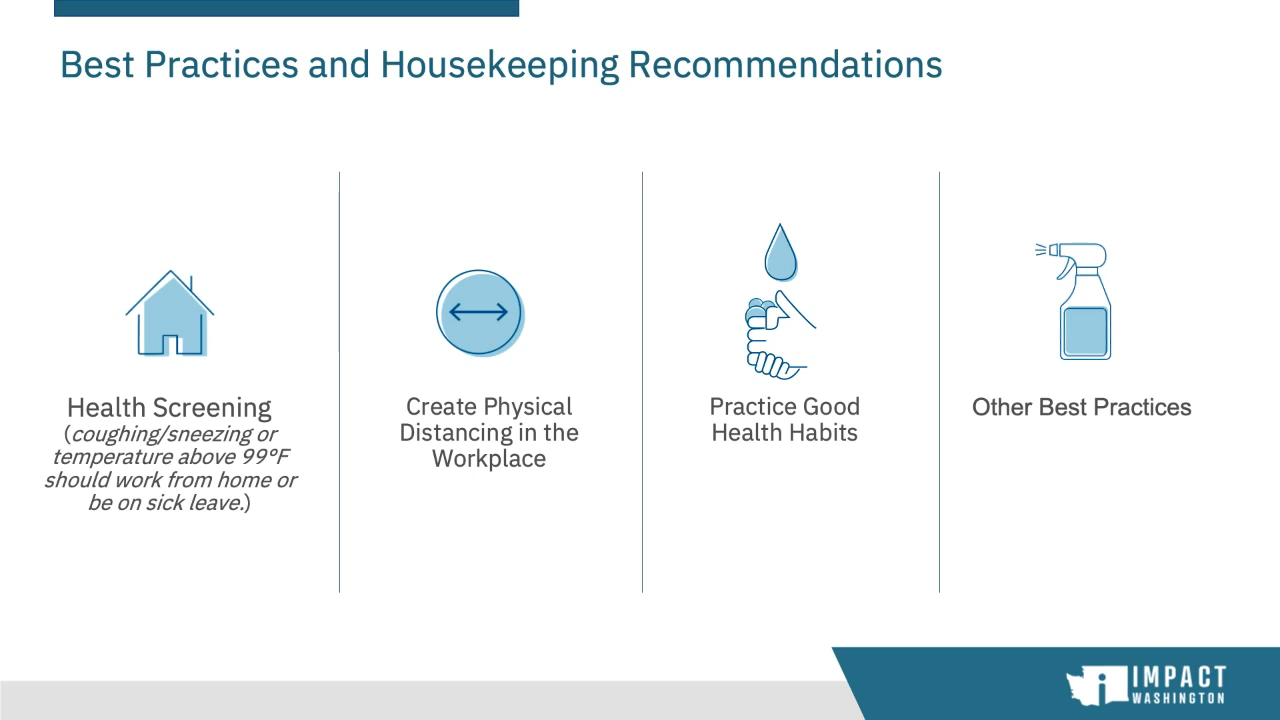 Best Practices and Housekeeping Recommendations
Health Screening
(coughing/sneezing or
temperature above 99°F
should work from home or
be on sick leave.)
Create Physical
Distancing in the
Workplace
Practice Good
Health Habits
Other Best Practices
IMPACT
WASHINGTON